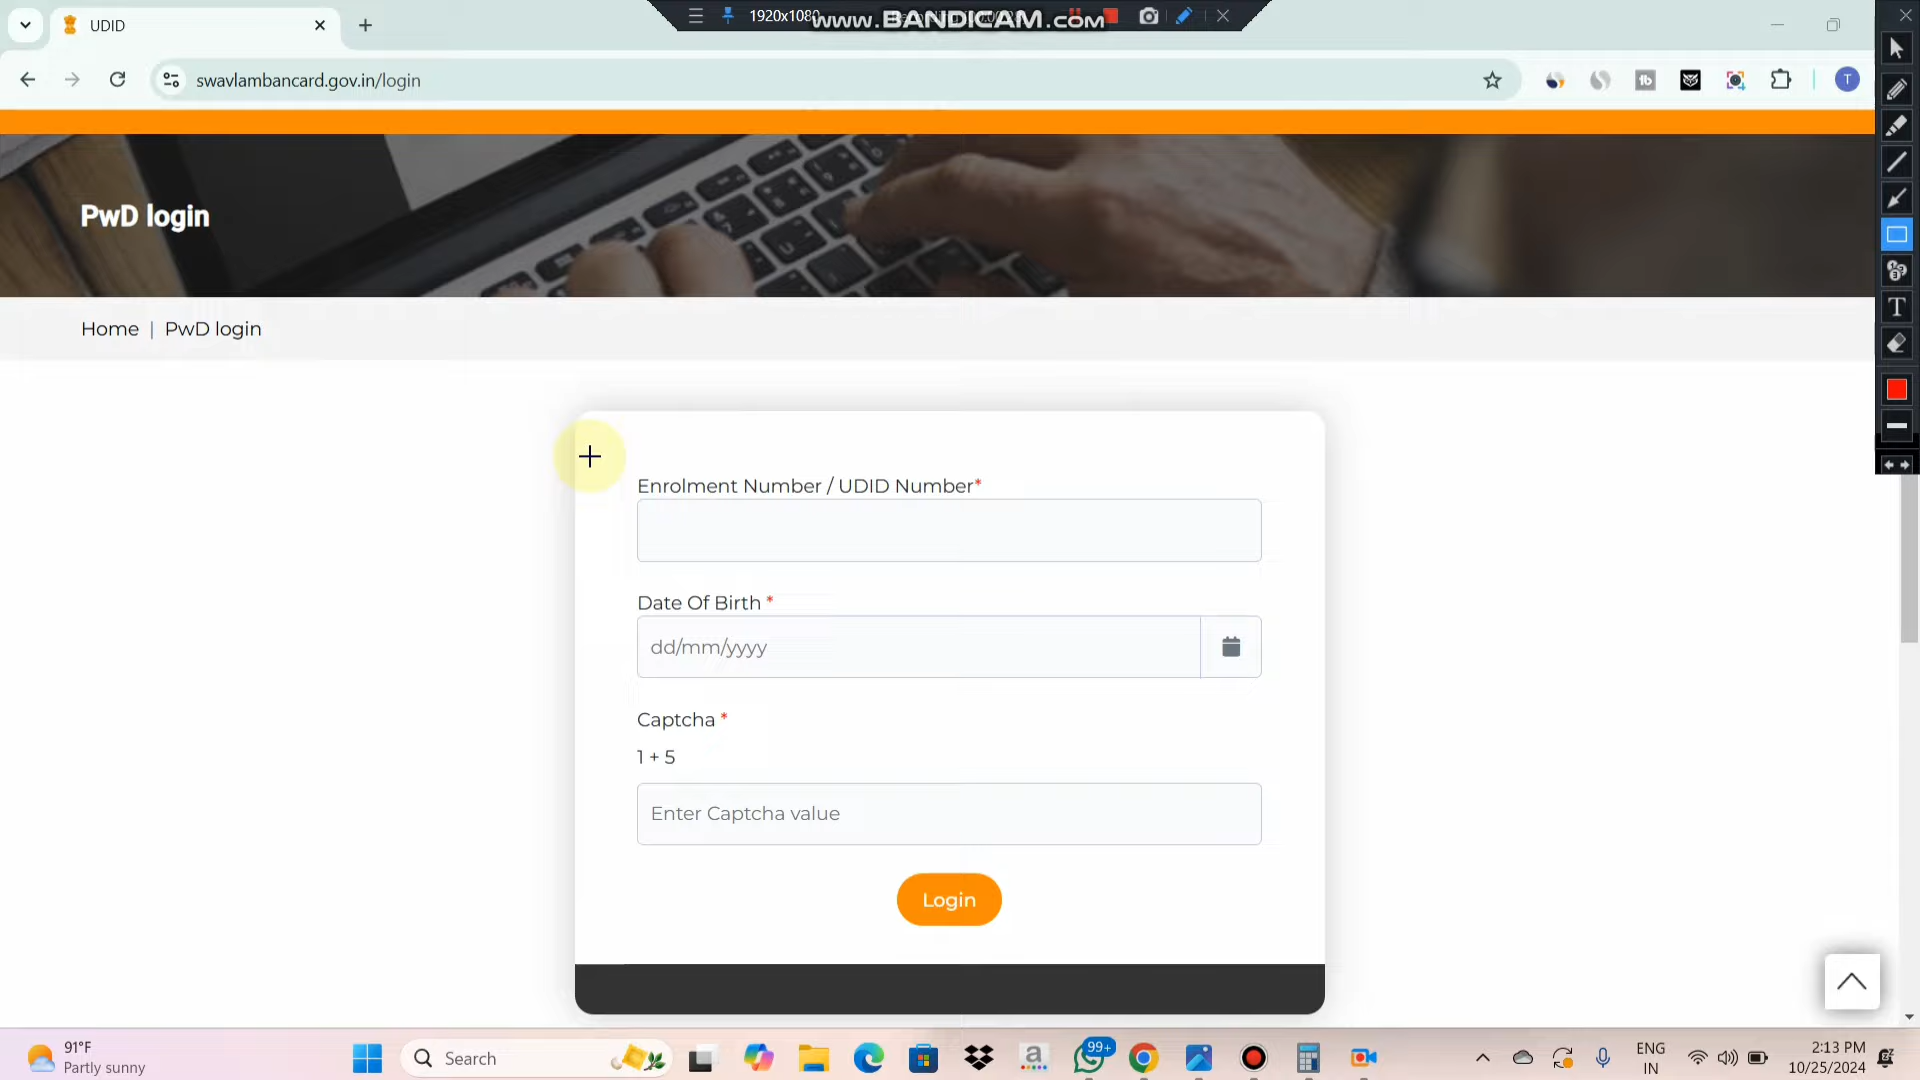 UDID
1920x1080
www.BANDICAM.com
swavlambancard.gov.in/login
T
PwD login
Home | PwD login
Enrolment Number / UDID Number*
Date Of Birth *
dd/mm/yyyy
Captcha *
1 + 5
Enter Captcha value
Login
91°F
Partly sunny
Search
99+
ENG
IN
2:13 PM
10/25/2024